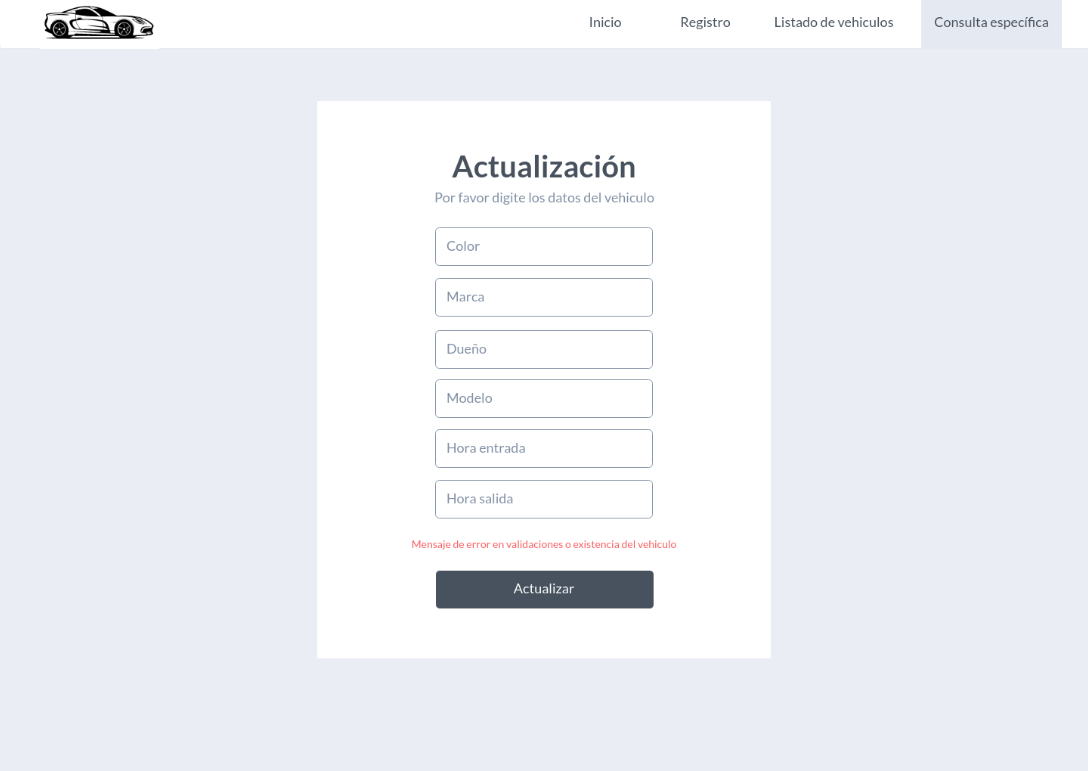 Inicio Registro Listado de vehiculos Consulta específica
Actualización
Por favor digite los datos del vehiculo
Color
Marca
Dueño
Modelo
Hora entrada
Hora salida
Mensaje de error en validaciones o existencia del vehiculo
Actualizar